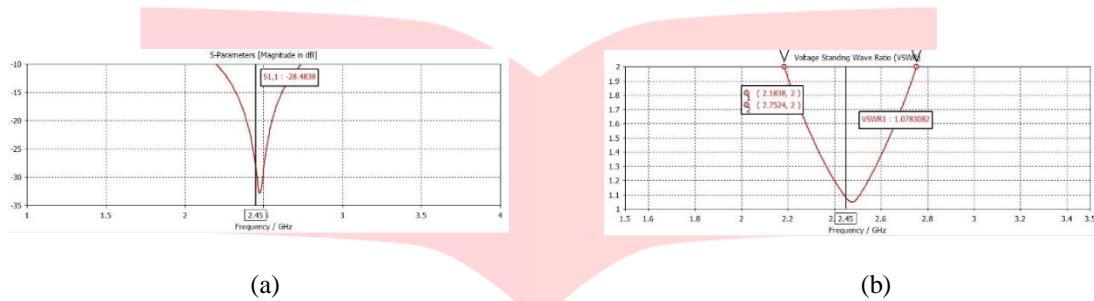 S-Parameters [Magnitude in dB]
-10
-15
-20
-25
-30
-35
S1,1 : -28.4838
1 1.5 2 2.45 3 3.5 4
Frequency / GHz
(a)
Voltage Standing Wave Ratio (VSWR)
2
1.9
1.8
1.7
1.6
1.5
1.4
1.3
1.2
1.1
1
1 ( 2.1838, 2 )
2 ( 2.7524, 2 )
VSWR1 : 1.0783082
1.5 1.6 1.8 2 2.2 2.45 2.6 2.8 3 3.2 3.5
Frequency / GHz
(b)